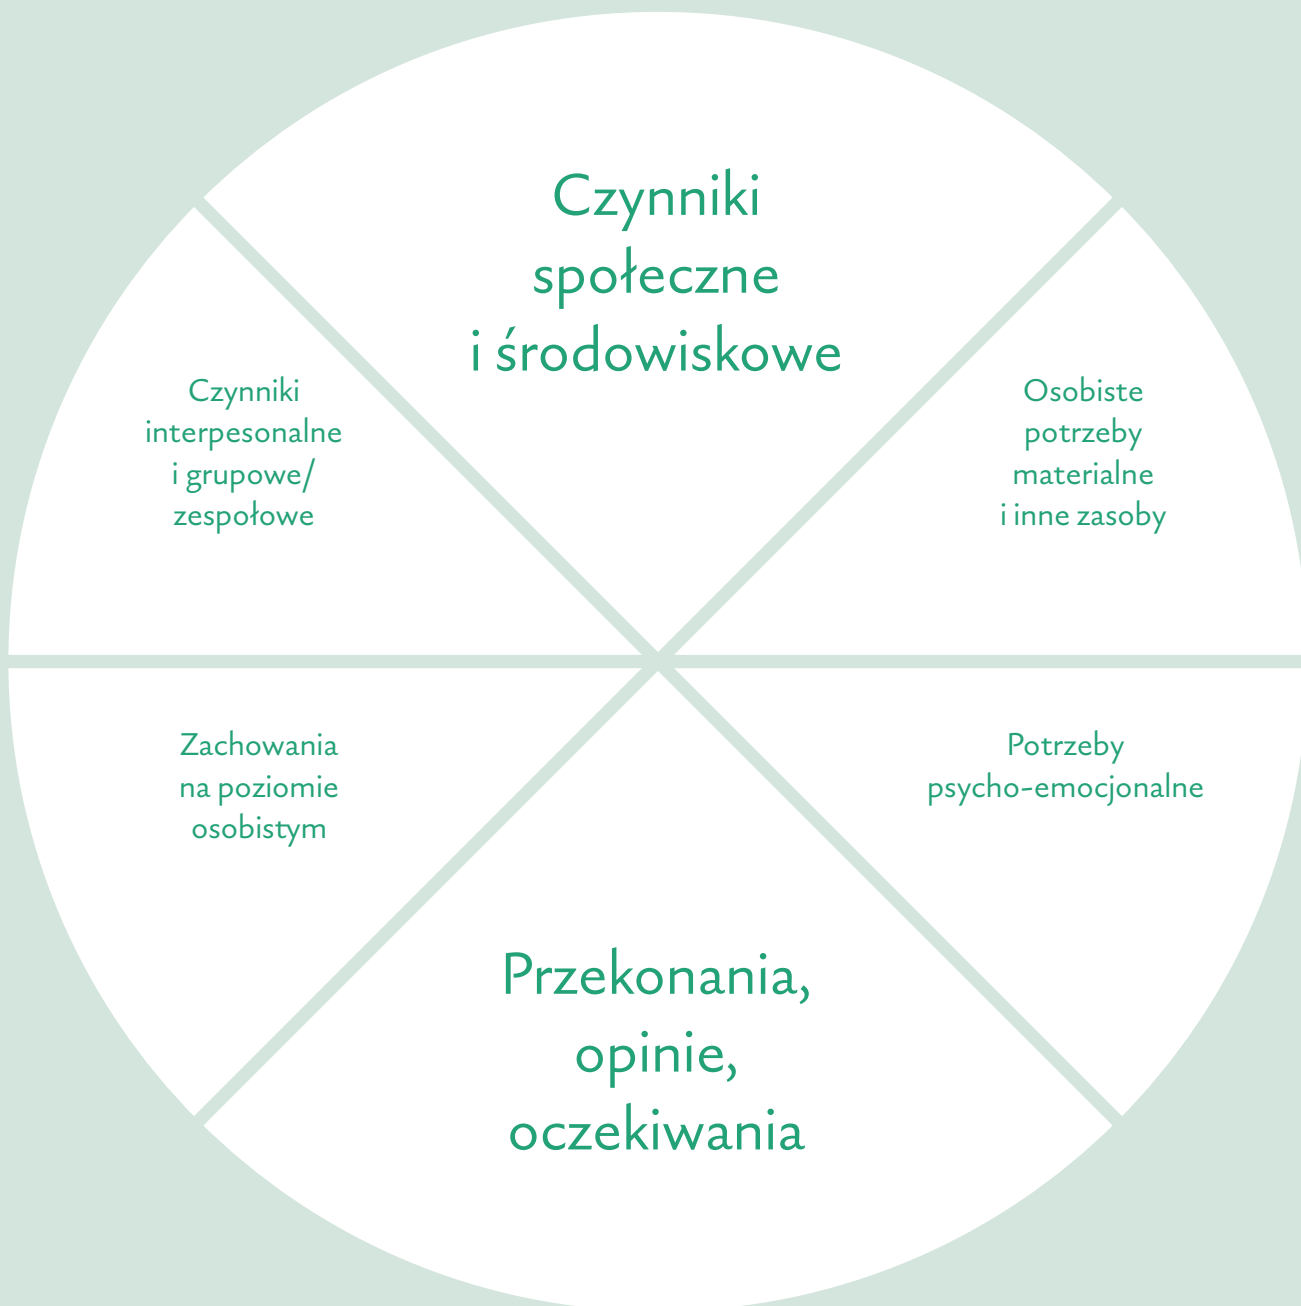 Czynniki
społeczne
i środowiskowe
Czynniki
interpesonalne
i grupowe/
zespołowe
Osobiste
potrzeby
materialne
i inne zasoby
Zachowania
na poziomie
osobistym
Potrzeby
psycho-emocjonalne
Przekonania,
opinie,
oczekiwania